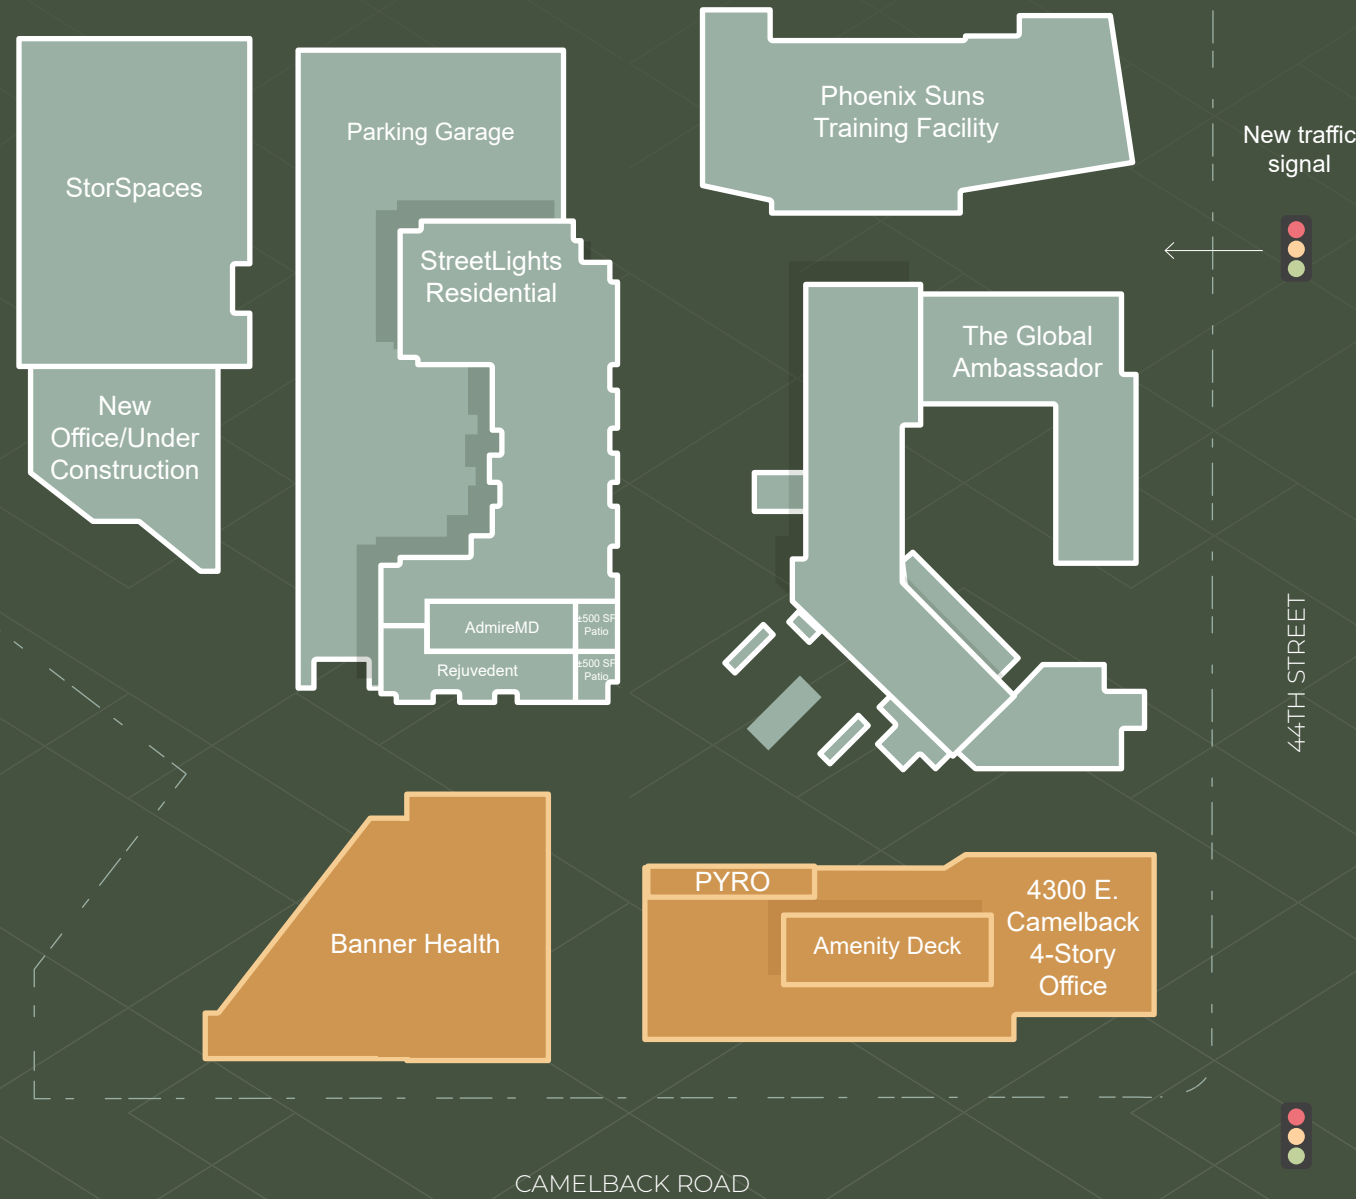 Phoenix Suns
Training Facility
New traffic
signal
Parking Garage
StorSpaces
StreetLights
Residential
The Global
Ambassador
New
Office/Under
Construction
AdmireMD
±500 SF
Patio
Rejuvedent
±500 SF
Patio
44TH STREET
PYRO
4300 E.
Camelback
4-Story
Office
Banner Health
Amenity Deck
CAMELBACK ROAD